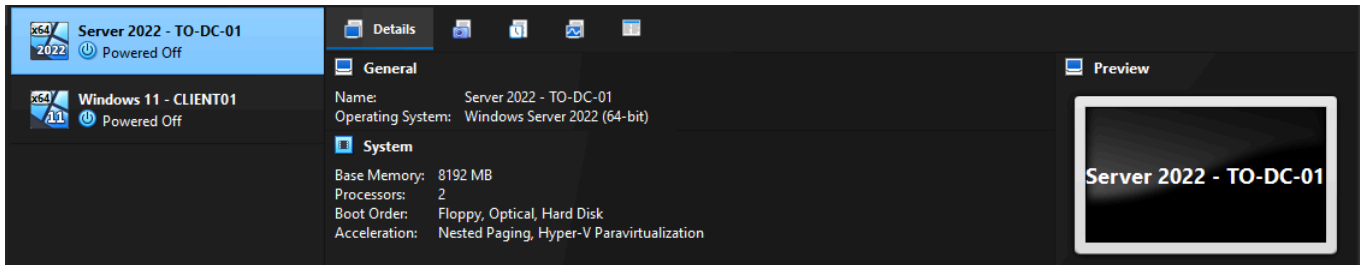 x64
2022
Server 2022 - TO-DC-01
Powered Off
x64
11
Windows 11 - CLIENT01
Powered Off
Details
General
Name: Server 2022 - TO-DC-01
Operating System: Windows Server 2022 (64-bit)
System
Base Memory: 8192 MB
Processors: 2
Boot Order: Floppy, Optical, Hard Disk
Acceleration: Nested Paging, Hyper-V Paravirtualization
Preview
Server 2022 - TO-DC-01